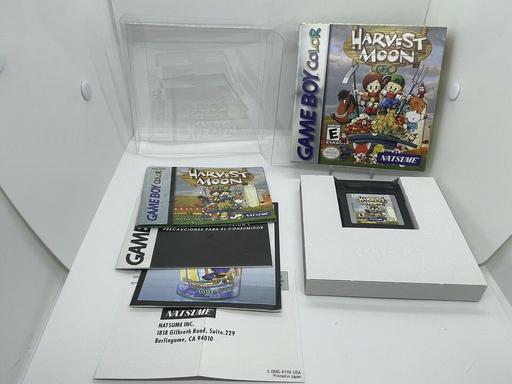 HARVEST
MOON
GBC
GAME BOY COLOR
E
NATSUME
HARVEST
MOON
GAME BOY COLOR
NATSUME
GAME
PRECAUCIONES PARA EL CONSUMIDOR
NATSUME
NATSUME INC.
1818 Gilbreth Road, Suite.229
Burlingame, CA 94010
Printed in Japan